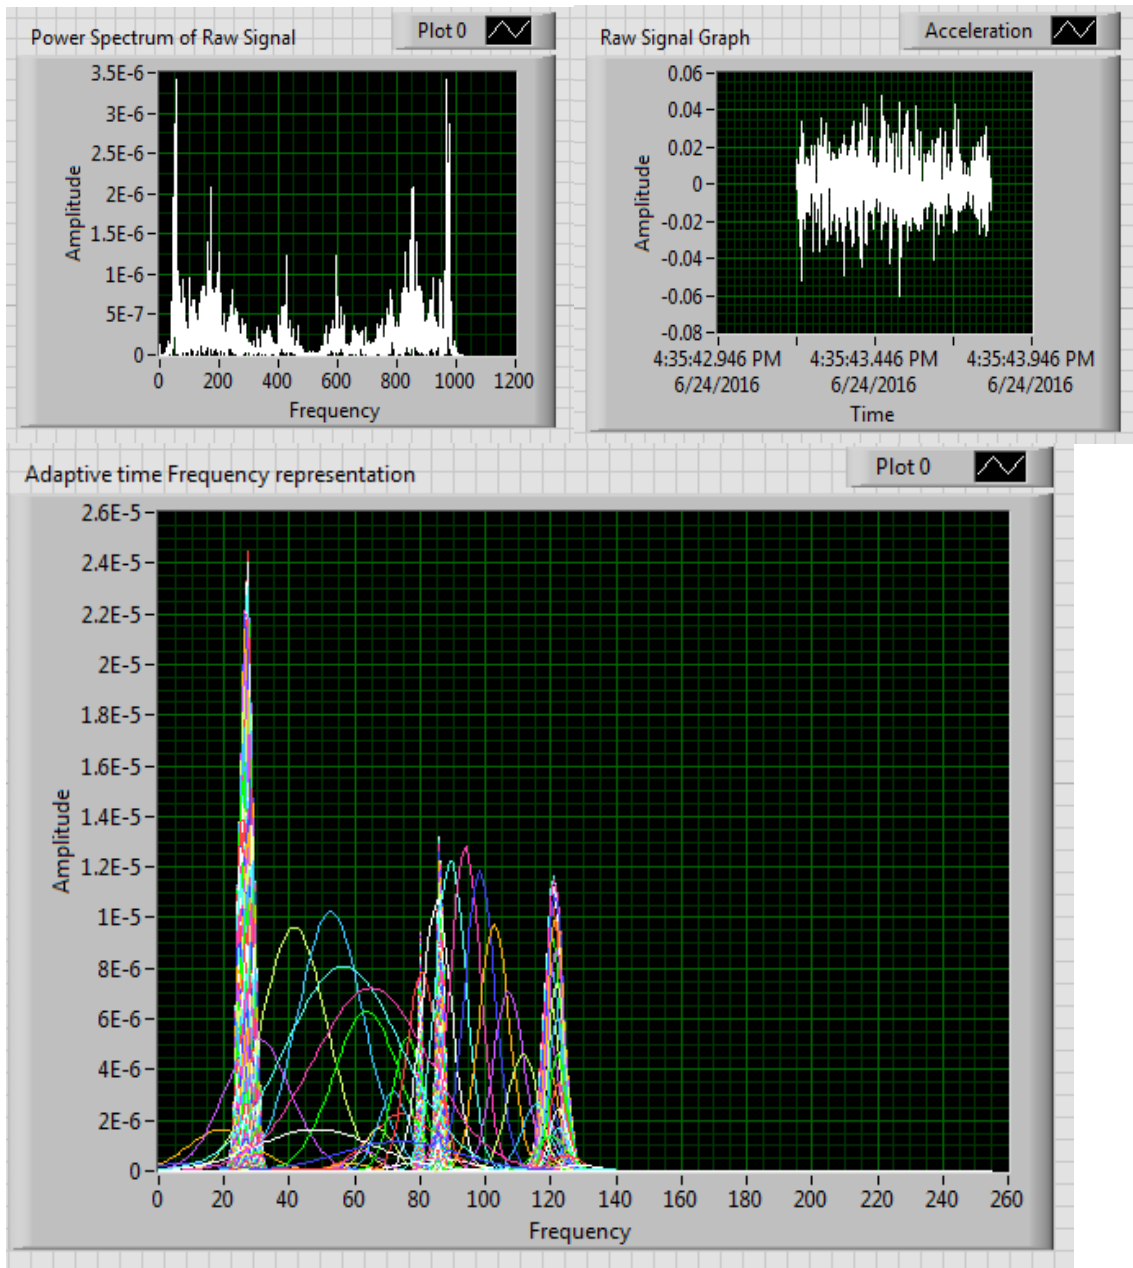 Power Spectrum of Raw Signal
Plot 0
3.5E-6
3E-6
2.5E-6
2E-6
1.5E-6
1E-6
5E-7
0
Amplitude
0 200 400 600 800 1000 1200
Frequency
Raw Signal Graph
Acceleration
0.06
0.04
0.02
0
-0.02
-0.04
-0.06
-0.08
Amplitude
4:35:42.946 PM 4:35:43.446 PM 4:35:43.946 PM
6/24/2016 6/24/2016 6/24/2016
Time
Adaptive time Frequency representation
Plot 0
2.6E-5
2.4E-5
2.2E-5
2E-5
1.8E-5
1.6E-5
1.4E-5
1.2E-5
1E-5
8E-6
6E-6
4E-6
2E-6
0
Amplitude
0 20 40 60 80 100 120 140 160 180 200 220 240 260
Frequency